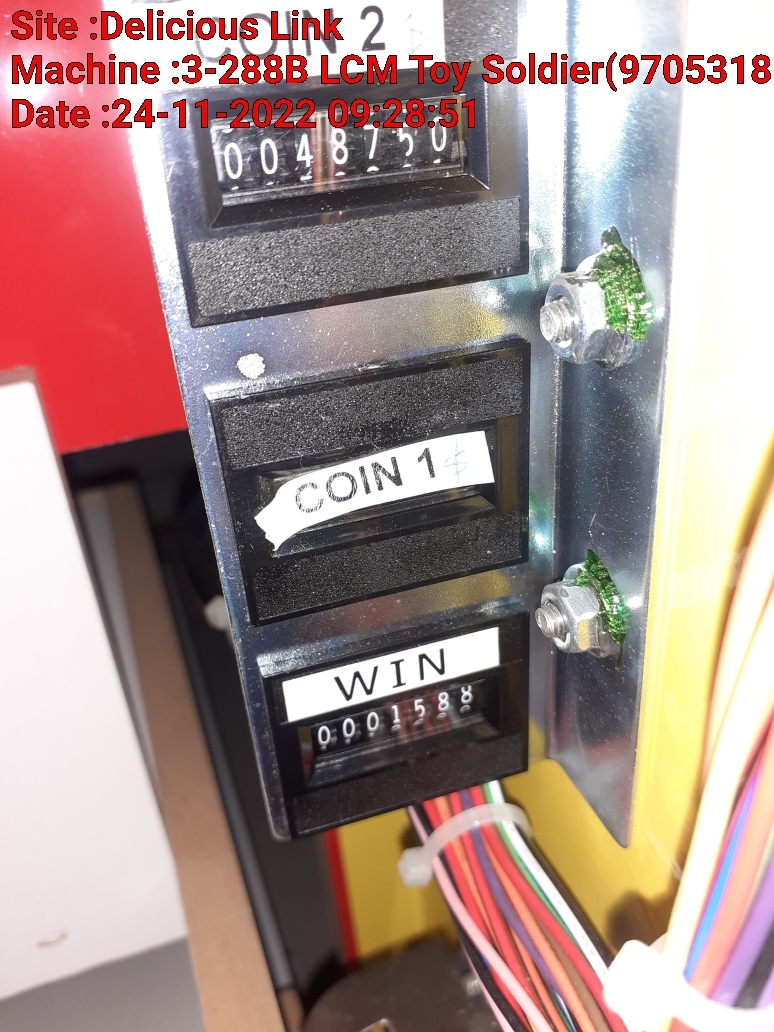 Site :Delicious Link
Machine :3-288B LCM Toy Soldier(9705318
Date :24-11-2022 09:28:51
COIN 2
0048750
COIN 1
WIN
0001588